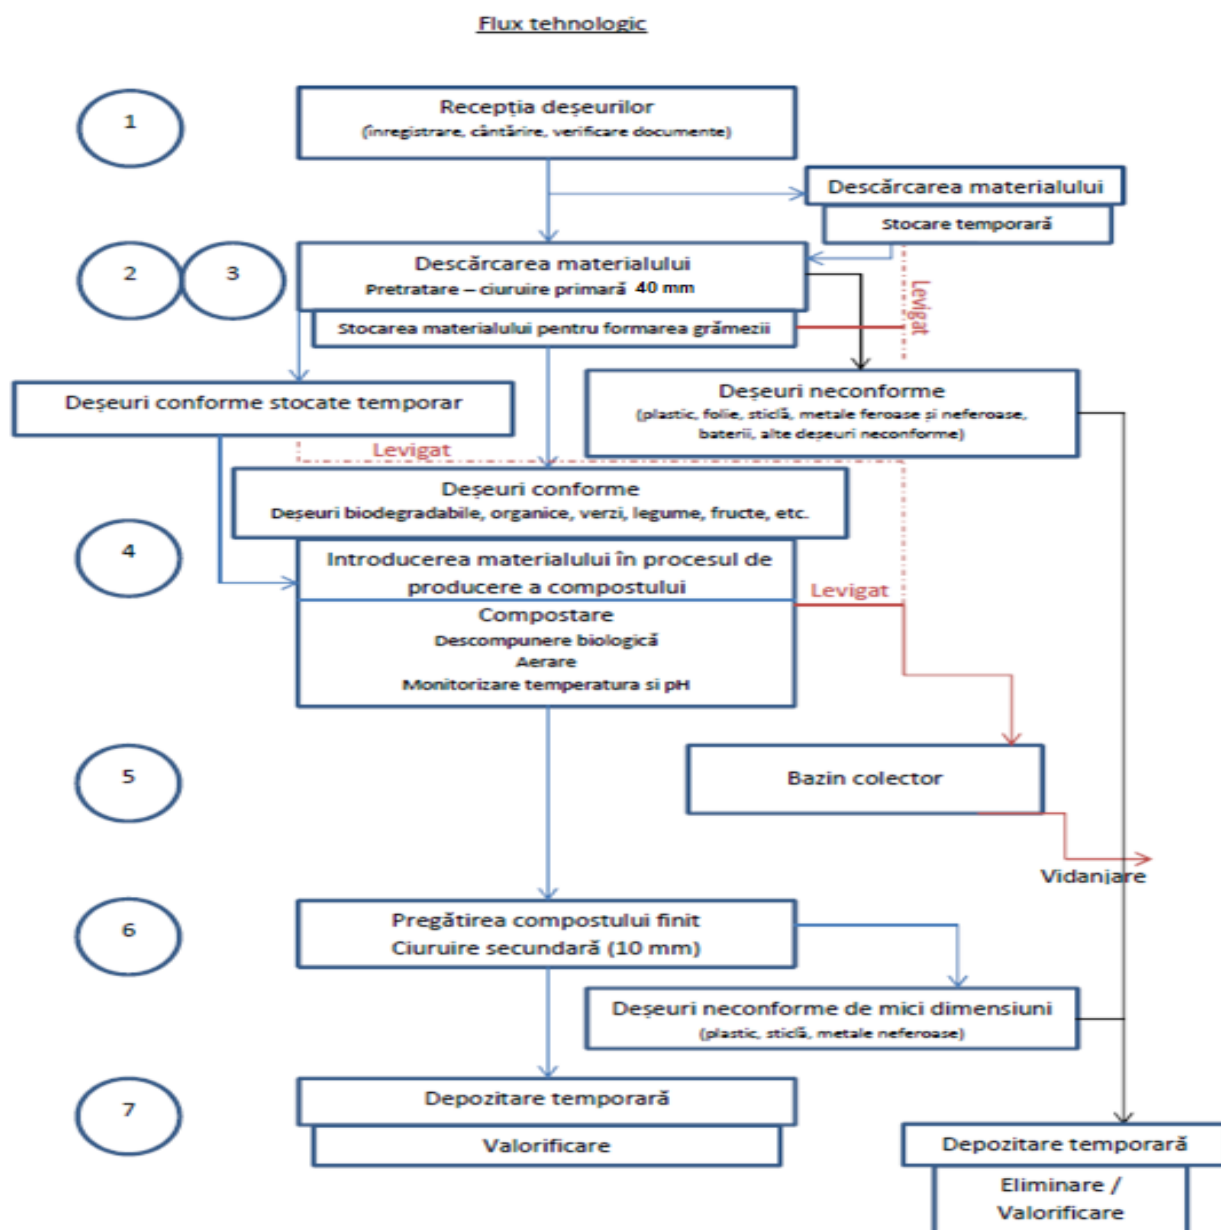 Flux tehnologic
1
Recepția deșeurilor
(înregistrare, cântărire, verificare documente)
Descărcarea materialului
Stocare temporară
2
3
Descărcarea materialului
Pretratare – ciuruire primară 40 mm
Stocarea materialului pentru formarea grămezii
Levigat
Deșeuri conforme stocate temporar
Deșeuri neconforme
(plastic, folie, sticlă, metale feroase și neferoase,
baterii, alte deșeuri neconforme)
Levigat
Deșeuri conforme
Deșeuri biodegradabile, organice, verzi, legume, fructe, etc.
4
Introducerea materialului în procesul de
producere a compostului
Levigat
Compostare
Descompunere biologică
Aerare
Monitorizare temperatura si pH
5
Bazin colector
Vidanjare
6
Pregătirea compostului finit
Ciuruire secundară (10 mm)
Deșeuri neconforme de mici dimensiuni
(plastic, sticlă, metale neferoase)
7
Depozitare temporară
Valorificare
Depozitare temporară
Eliminare /
Valorificare